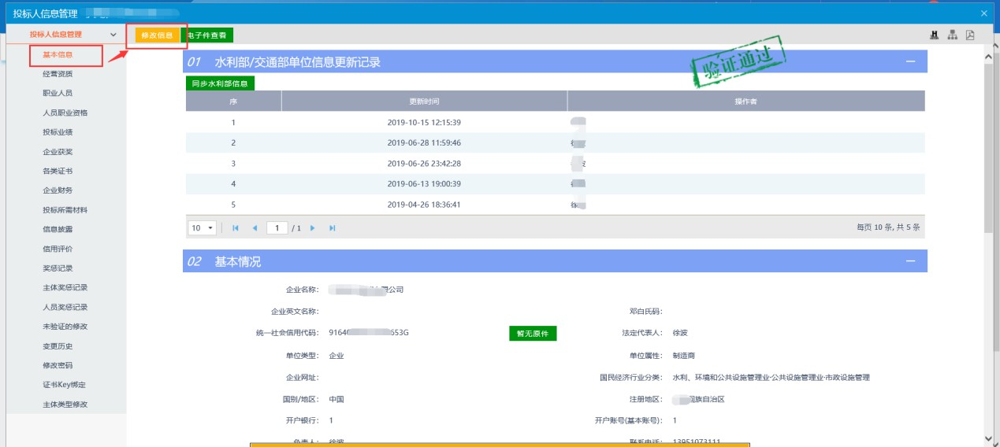 投标人信息管理
投标人信息管理
修改信息 电子件查看
基本信息
经营资质
职业人员
人员职业资格
投标业绩
企业获奖
各类证书
企业财务
投标所需材料
信息披露
信用评价
奖惩记录
主体奖惩记录
人员奖惩记录
未验证的修改
变更历史
修改密码
证书Key绑定
主体类型修改
01 水利部/交通部单位信息更新记录
验证通过
同步水利部信息
序 更新时间 操作者
1 2019-10-15 12:15:39
2 2019-06-28 11:59:46
3 2019-06-26 23:42:28
4 2019-06-13 19:00:39
5 2019-04-26 18:36:41 徐
10 1 / 1 每页 10 条, 共 5 条
02 基本情况
企业名称： 限公司
企业英文名称： 邓白氏码：
统一社会信用代码： 9164 653G 暂无原件 法定代表人： 徐波
单位类型： 企业 单位属性： 制造商
企业网址： 国民经济行业分类： 水利、环境和公共设施管理业·公共设施管理业·市政设施管理
国别/地区： 中国 注册地区： 回族自治区
开户银行： 1 开户账号(基本账号)： 1
负责人： 徐波 联系电话： 13951073111